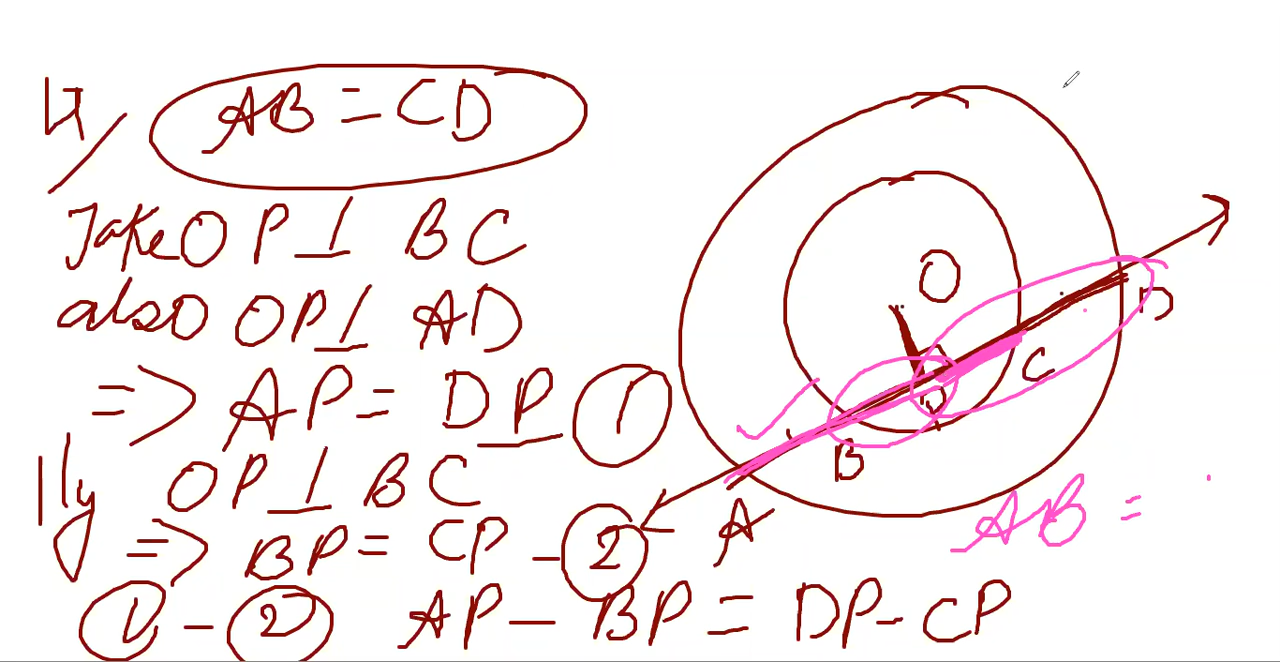 4/ AB = CD
Take OP ⊥ BC
also OP ⊥ AD
=> AP = DP ①
||ly OP ⊥ BC
=> BP = CP - ②
① - ② AP - BP = DP - CP
O
D
C
P
B
A
AB =